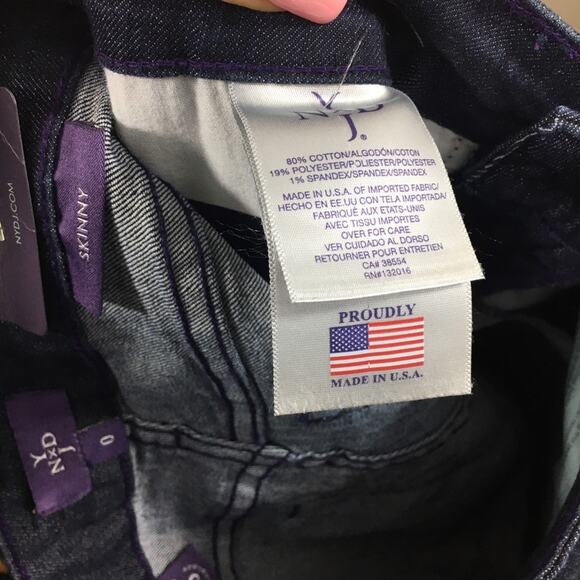 NYDJ®
80% COTTON/ALGODÓN/COTON
19% POLYESTER/POLIESTER/POLYESTER
1% SPANDEX/SPANDEX/SPANDEX
MADE IN U.S.A. OF IMPORTED FABRIC/
HECHO EN EE.UU CON TELA IMPORTADA/
FABRIQUÉ AUX ETATS-UNIS
AVEC TISSU IMPORTÉS
OVER FOR CARE
VER CUIDADO AL DORSO
RETOURNER POUR ENTRETIEN
CA# 38554
RN#132016
PROUDLY
MADE IN U.S.A.
SKINNY
NYDJ.COM
NYDJ
0